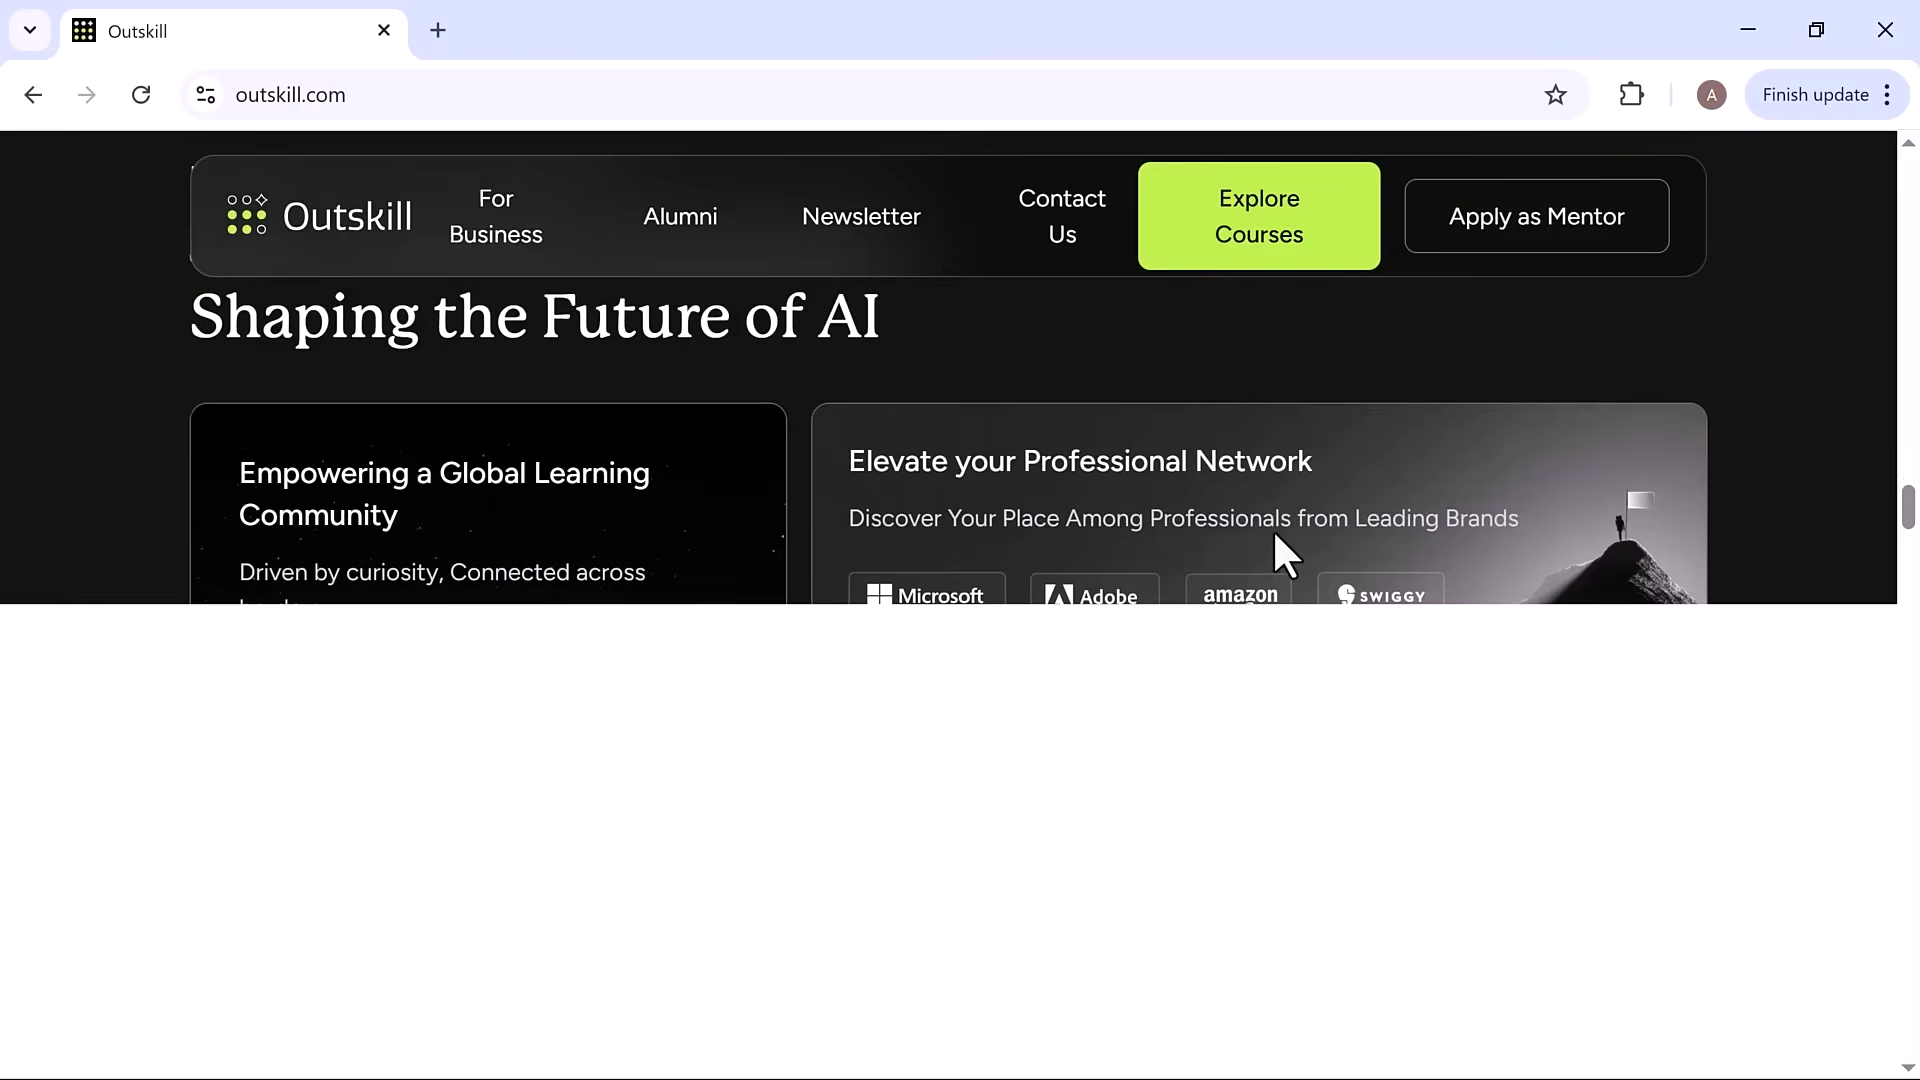 Outskill
outskill.com
A
Finish update
Outskill
For
Business
Alumni
Newsletter
Contact
Us
Explore
Courses
Apply as Mentor
Shaping the Future of AI
Empowering a Global Learning
Community
Driven by curiosity, Connected across
Elevate your Professional Network
Discover Your Place Among Professionals from Leading Brands
Microsoft
Adobe
amazon
SWIGGY